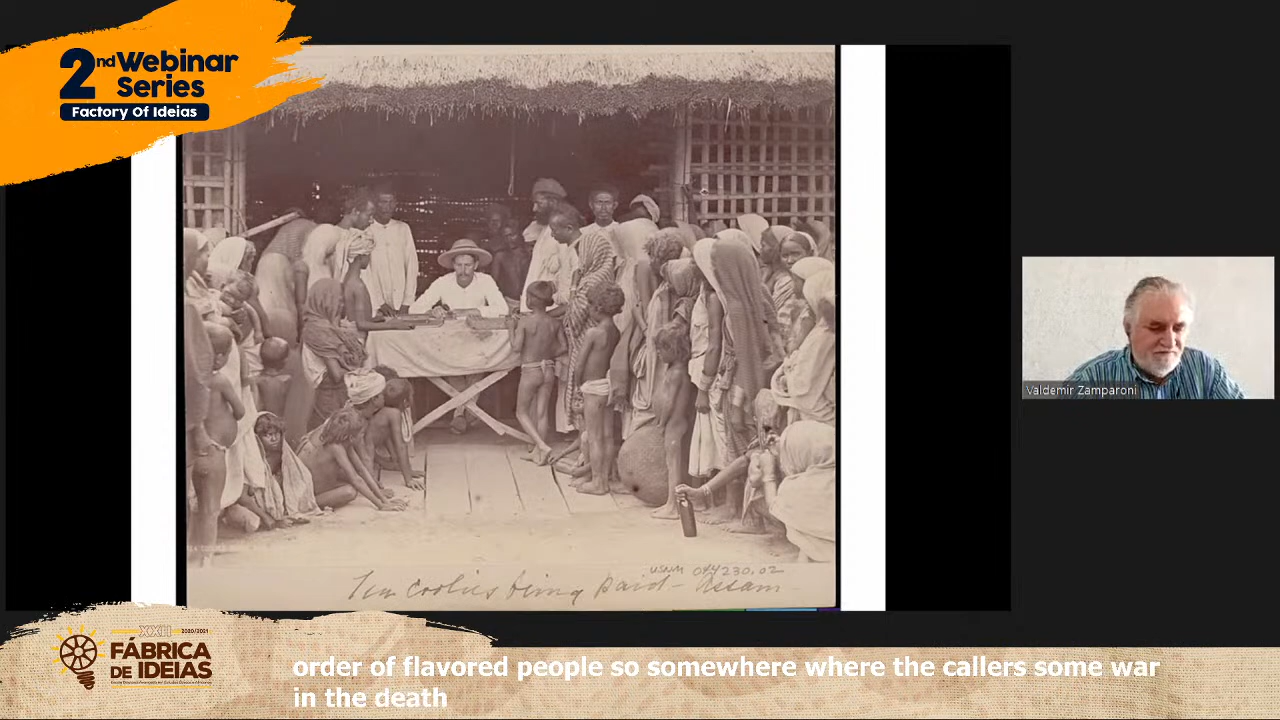 2nd Webinar
Series
Factory Of Ideias
Valdemir Zamparoni
044230.02
Tea coolies being paid - Assam
XXII 2020/2021
FÁBRICA
DE IDEIAS
order of flavored people so somewhere where the callers some war
in the death